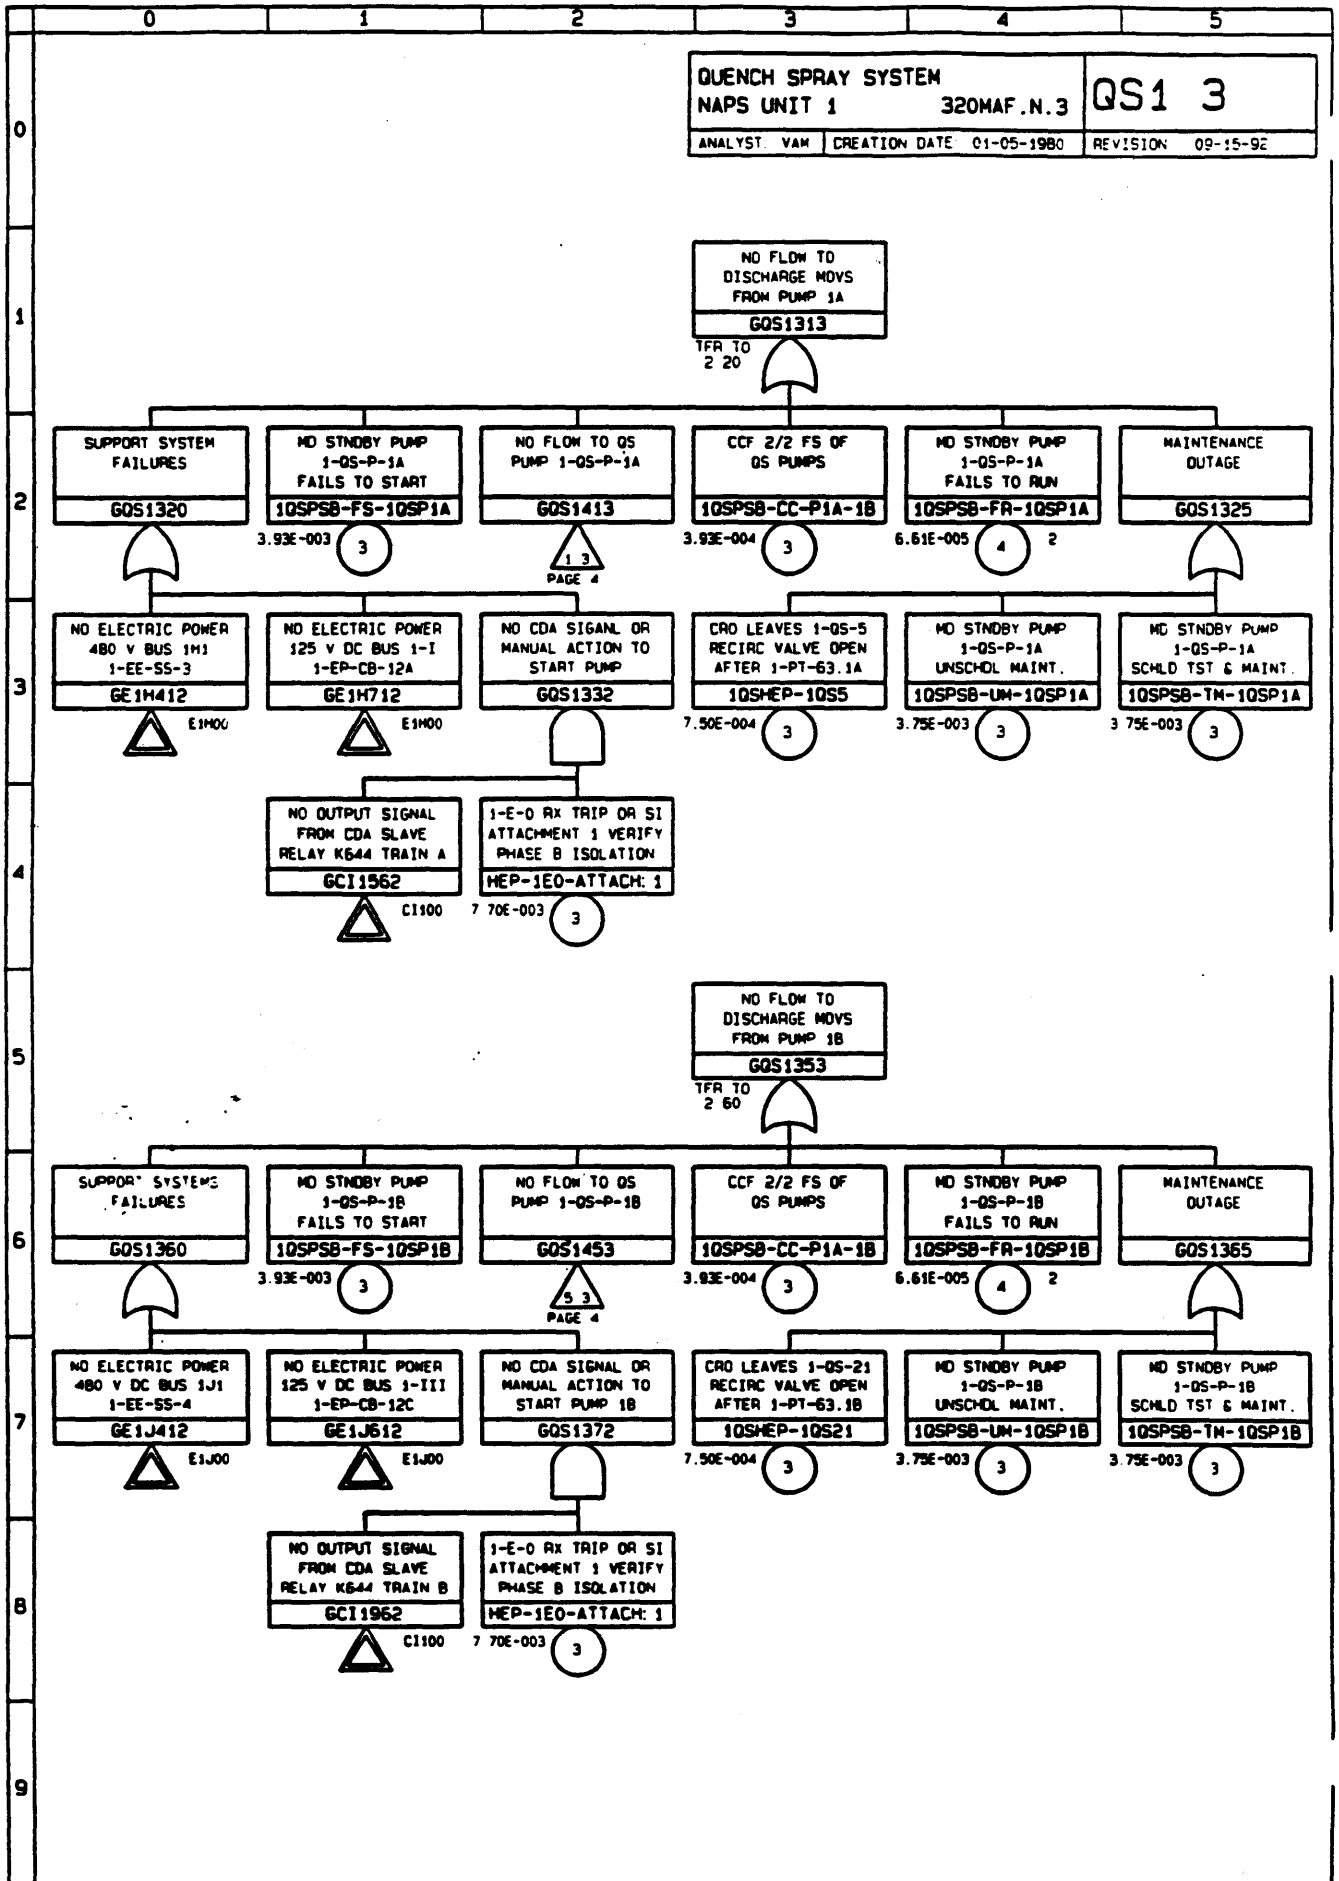 0 1 2 3 4 5
QUENCH SPRAY SYSTEM
NAPS UNIT 1 320MAF.N.3
QS1 3
ANALYST: VAM CREATION DATE 01-05-1980 REVISION 09-15-92
0
NO FLOW TO
DISCHARGE MOVS
FROM PUMP 1A
GQS1313
TFR TO
2 20
1
SUPPORT SYSTEM
FAILURES
GQS1320
MD STNDBY PUMP
1-QS-P-1A
FAILS TO START
1QSPSB-FS-1QSP1A
3.93E-003
3
NO FLOW TO QS
PUMP 1-QS-P-1A
GQS1413
1 3
PAGE 4
CCF 2/2 FS OF
QS PUMPS
1QSPSB-CC-P1A-1B
3.93E-004
3
MD STNDBY PUMP
1-QS-P-1A
FAILS TO RUN
1QSPSB-FR-1QSP1A
6.61E-005
4
2
MAINTENANCE
OUTAGE
GQS1325
2
NO ELECTRIC POWER
480 V BUS 1H1
1-EE-SS-3
GE1H412
E1H00
NO ELECTRIC POWER
125 V DC BUS 1-I
1-EP-CB-12A
GE1H712
E1H00
NO CDA SIGANL OR
MANUAL ACTION TO
START PUMP
GQS1332
CRO LEAVES 1-QS-5
RECIRC VALVE OPEN
AFTER 1-PT-63.1A
1QSHEP-1QS5
7.50E-004
3
MD STNDBY PUMP
1-QS-P-1A
UNSCHDL MAINT.
1QSPSB-UM-1QSP1A
3.75E-003
3
MD STNDBY PUMP
1-QS-P-1A
SCHLD TST & MAINT.
1QSPSB-TM-1QSP1A
3 75E-003
3
3
NO OUTPUT SIGNAL
FROM CDA SLAVE
RELAY K644 TRAIN A
GCI1562
CI100
1-E-0 RX TRIP OR SI
ATTACHMENT 1 VERIFY
PHASE B ISOLATION
HEP-1E0-ATTACH: 1
7 70E-003
3
4
NO FLOW TO
DISCHARGE MOVS
FROM PUMP 1B
GQS1353
TFR TO
2 60
5
SUPPORT SYSTEMS
FAILURES
GQS1360
MD STNDBY PUMP
1-QS-P-1B
FAILS TO START
1QSPSB-FS-1QSP1B
3.93E-003
3
NO FLOW TO QS
PUMP 1-QS-P-1B
GQS1453
5 3
PAGE 4
CCF 2/2 FS OF
QS PUMPS
1QSPSB-CC-P1A-1B
3.93E-004
3
MD STNDBY PUMP
1-QS-P-1B
FAILS TO RUN
1QSPSB-FR-1QSP1B
6.61E-005
4
2
MAINTENANCE
OUTAGE
GQS1365
6
NO ELECTRIC POWER
480 V DC BUS 1J1
1-EE-SS-4
GE1J412
E1J00
NO ELECTRIC POWER
125 V DC BUS 1-III
1-EP-CB-12C
GE1J612
E1J00
NO CDA SIGNAL OR
MANUAL ACTION TO
START PUMP 1B
GQS1372
CRO LEAVES 1-QS-21
RECIRC VALVE OPEN
AFTER 1-PT-63.1B
1QSHEP-1QS21
7.50E-004
3
MD STNDBY PUMP
1-QS-P-1B
UNSCHDL MAINT.
1QSPSB-UM-1QSP1B
3.75E-003
3
MD STNDBY PUMP
1-QS-P-1B
SCHLD TST & MAINT.
1QSPSB-TM-1QSP1B
3.75E-003
3
7
NO OUTPUT SIGNAL
FROM CDA SLAVE
RELAY K644 TRAIN B
GCI1962
CI100
1-E-0 RX TRIP OR SI
ATTACHMENT 1 VERIFY
PHASE B ISOLATION
HEP-1E0-ATTACH: 1
7 70E-003
3
8
9